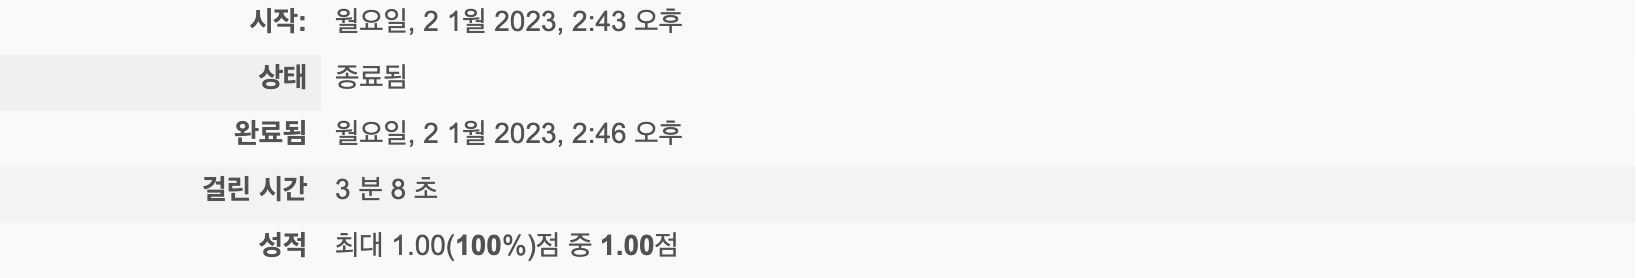 시작: 월요일, 2 1월 2023, 2:43 오후
상태 종료됨
완료됨 월요일, 2 1월 2023, 2:46 오후
걸린 시간 3 분 8 초
성적 최대 1.00(100%)점 중 1.00점